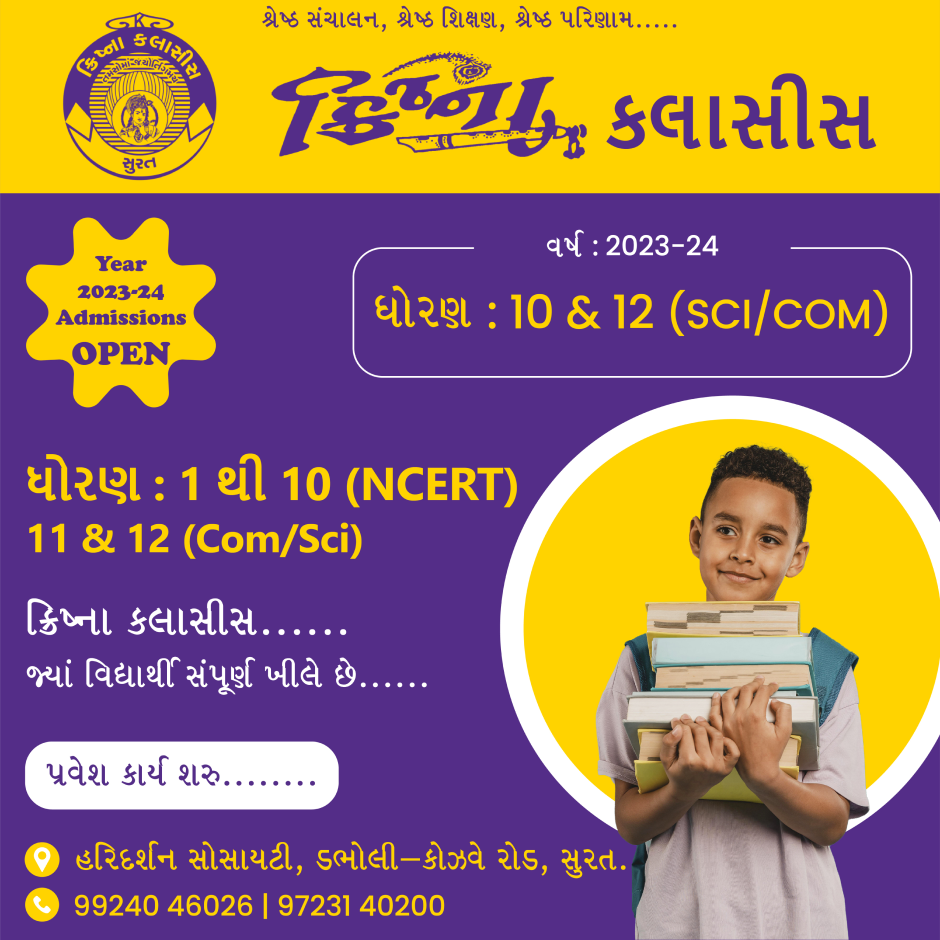 શ્રેષ્ઠ સંચાલન, શ્રેષ્ઠ શિક્ષણ, શ્રેષ્ઠ પરિણામ.....
K
ક્રિષ્ના કલાસીસ
સુરત
ક્રિષ્ના કલાસીસ
Year
2023-24
Admissions
OPEN
વર્ષ : 2023-24
ધોરણ : 10 & 12 (SCI/COM)
ધોરણ : 1 થી 10 (NCERT)
11 & 12 (Com/Sci)
ક્રિષ્ના કલાસીસ......
જ્યાં વિદ્યાર્થી સંપૂર્ણ ખીલે છે......
પ્રવેશ કાર્ય શરુ........
હરિદર્શન સોસાયટી, ડભોલી-કોઝવે રોડ, સુરત.
99240 46026 | 97231 40200